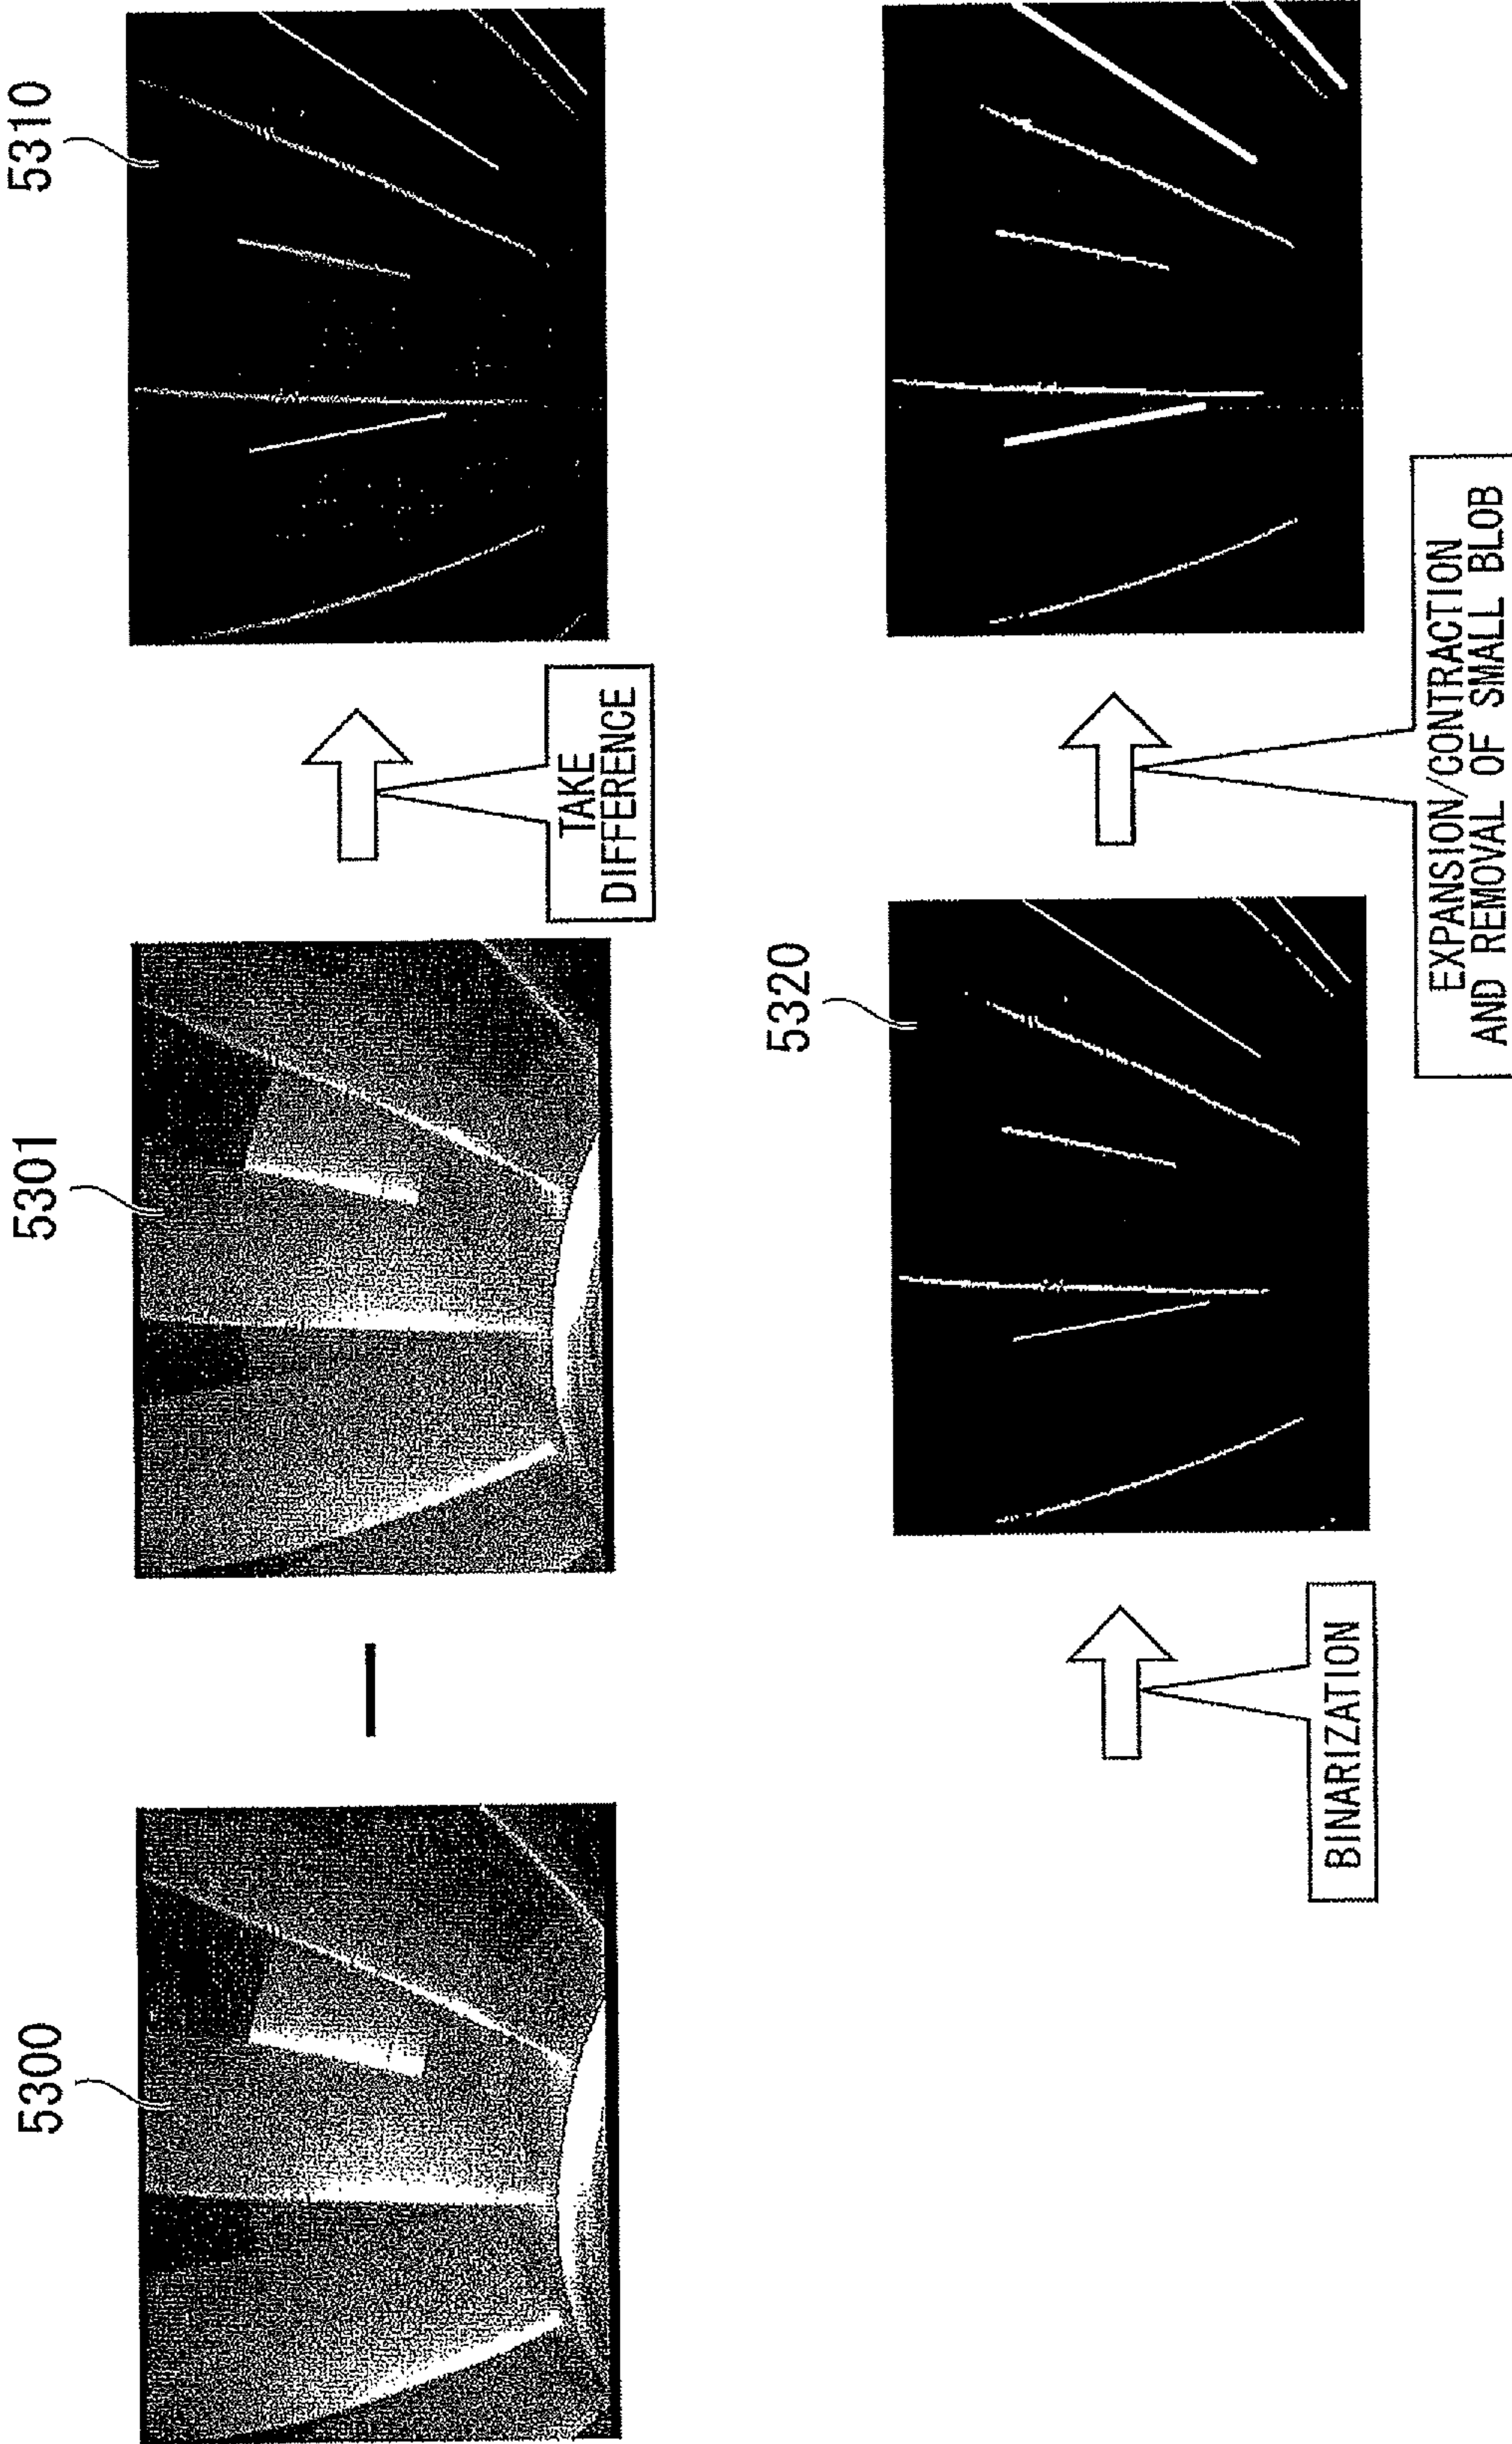 5300
5301
5310
TAKE
DIFFERENCE
BINARIZATION
5320
EXPANSION/CONTRACTION
AND REMOVAL OF SMALL BLOB